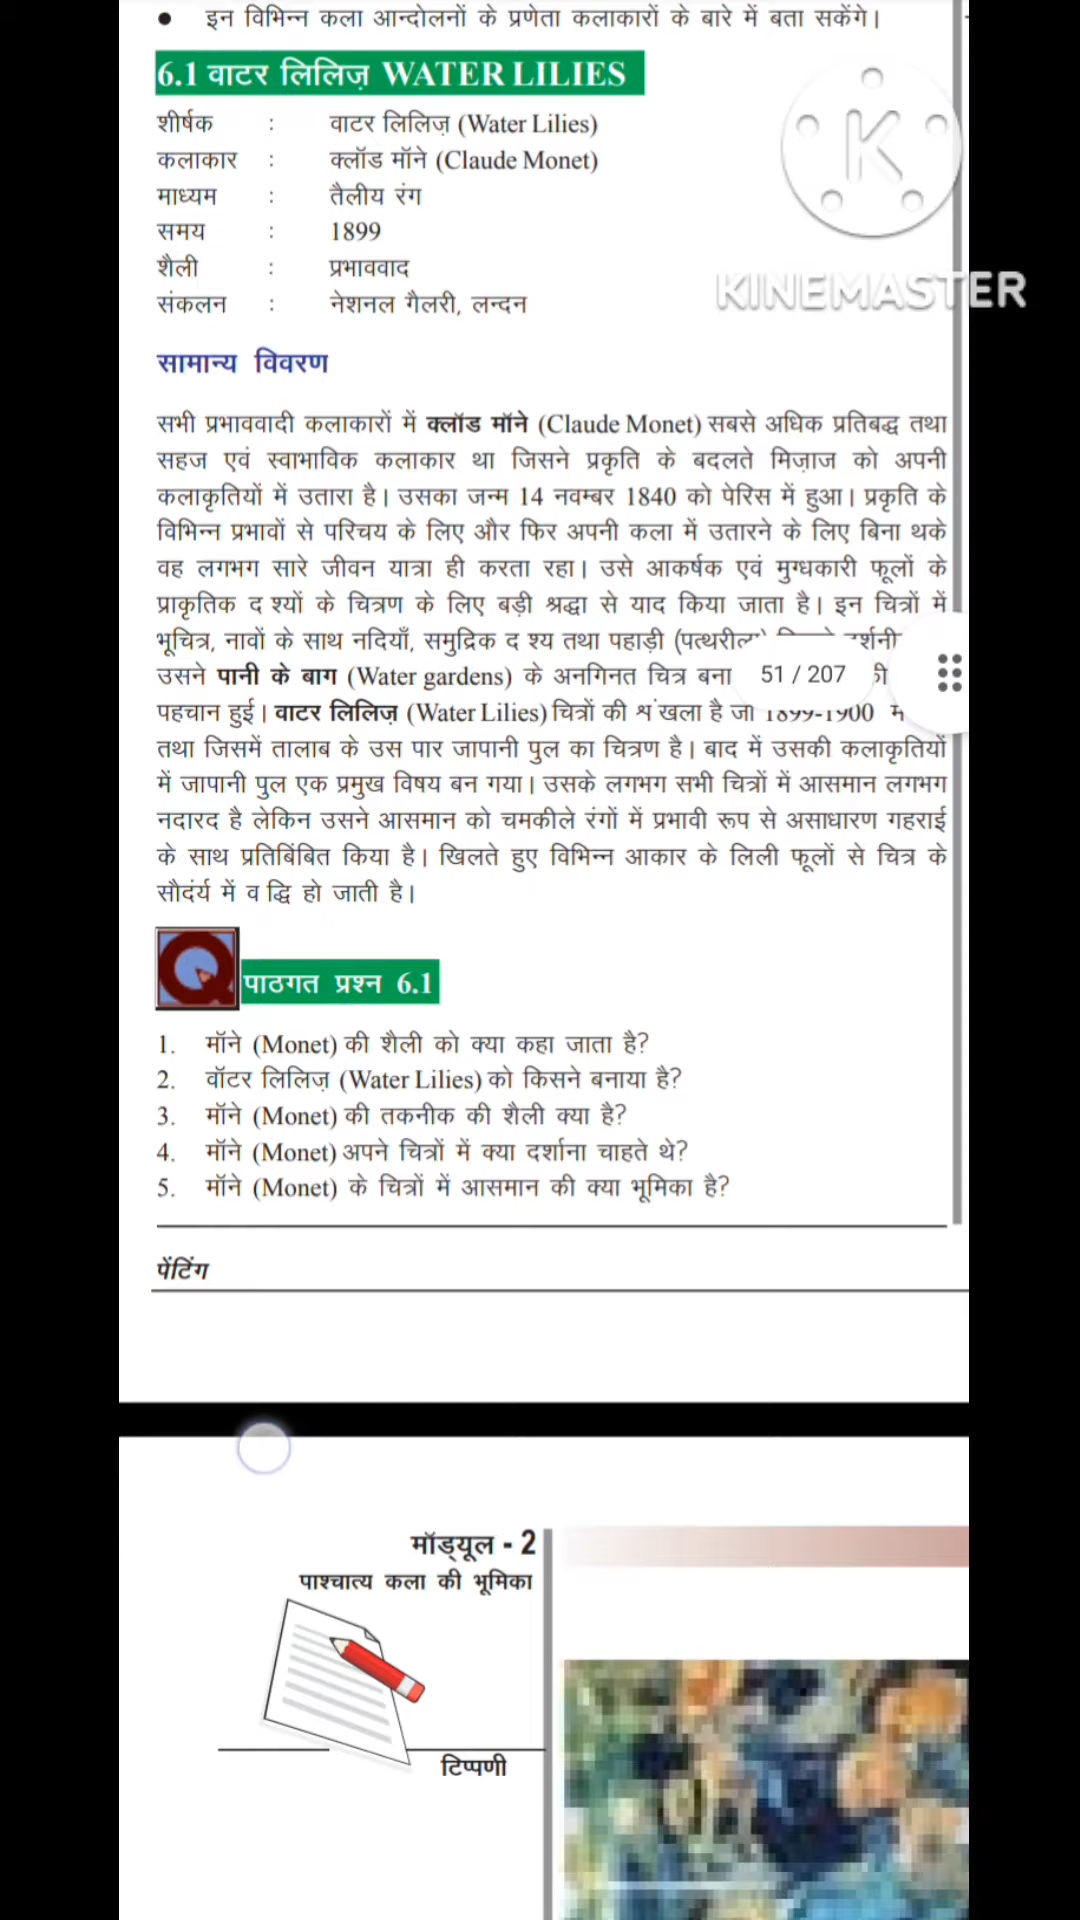 • इन विभिन्न कला आन्दोलनों के प्रणेता कलाकारों के बारे में बता सकेंगे।
6.1 वाटर लिलिज़ WATER LILIES
शीर्षक : वाटर लिलिज़ (Water Lilies)
कलाकार : क्लॉड मॉने (Claude Monet)
माध्यम : तैलीय रंग
समय : 1899
शैली : प्रभाववाद
संकलन : नेशनल गैलरी, लन्दन
K
KINEMASTER
सामान्य विवरण
सभी प्रभाववादी कलाकारों में क्लॉड मॉने (Claude Monet) सबसे अधिक प्रतिबद्ध तथा
सहज एवं स्वाभाविक कलाकार था जिसने प्रकृति के बदलते मिज़ाज को अपनी
कलाकृतियों में उतारा है। उसका जन्म 14 नवम्बर 1840 को पेरिस में हुआ। प्रकृति के
विभिन्न प्रभावों से परिचय के लिए और फिर अपनी कला में उतारने के लिए बिना थके
वह लगभग सारे जीवन यात्रा ही करता रहा। उसे आकर्षक एवं मुग्धकारी फूलों के
प्राकृतिक द श्यों के चित्रण के लिए बड़ी श्रद्धा से याद किया जाता है। इन चित्रों में
भूचित्र, नावों के साथ नदियाँ, समुद्रिक द श्य तथा पहाड़ी
उसने पानी के बाग (Water gardens) के अनगिनत चित्र बना
51 / 207
पहचान हुई। वाटर लिलिज़ (Water Lilies) चित्रों की श ंखला है जो 1899-1900
तथा जिसमें तालाब के उस पार जापानी पुल का चित्रण है। बाद में उसकी कलाकृतियों
में जापानी पुल एक प्रमुख विषय बन गया। उसके लगभग सभी चित्रों में आसमान लगभग
नदारद है लेकिन उसने आसमान को चमकीले रंगों में प्रभावी रूप से असाधारण गहराई
के साथ प्रतिबिंबित किया है। खिलते हुए विभिन्न आकार के लिली फूलों से चित्र के
सौदंर्य में व द्धि हो जाती है।
पाठगत प्रश्न 6.1
1. मॉने (Monet) की शैली को क्या कहा जाता है?
2. वॉटर लिलिज़ (Water Lilies) को किसने बनाया है?
3. मॉने (Monet) की तकनीक की शैली क्या है?
4. मॉने (Monet) अपने चित्रों में क्या दर्शाना चाहते थे?
5. मॉने (Monet) के चित्रों में आसमान की क्या भूमिका है?
पेंटिंग
मॉड्यूल - 2
पाश्चात्य कला की भूमिका
टिप्पणी